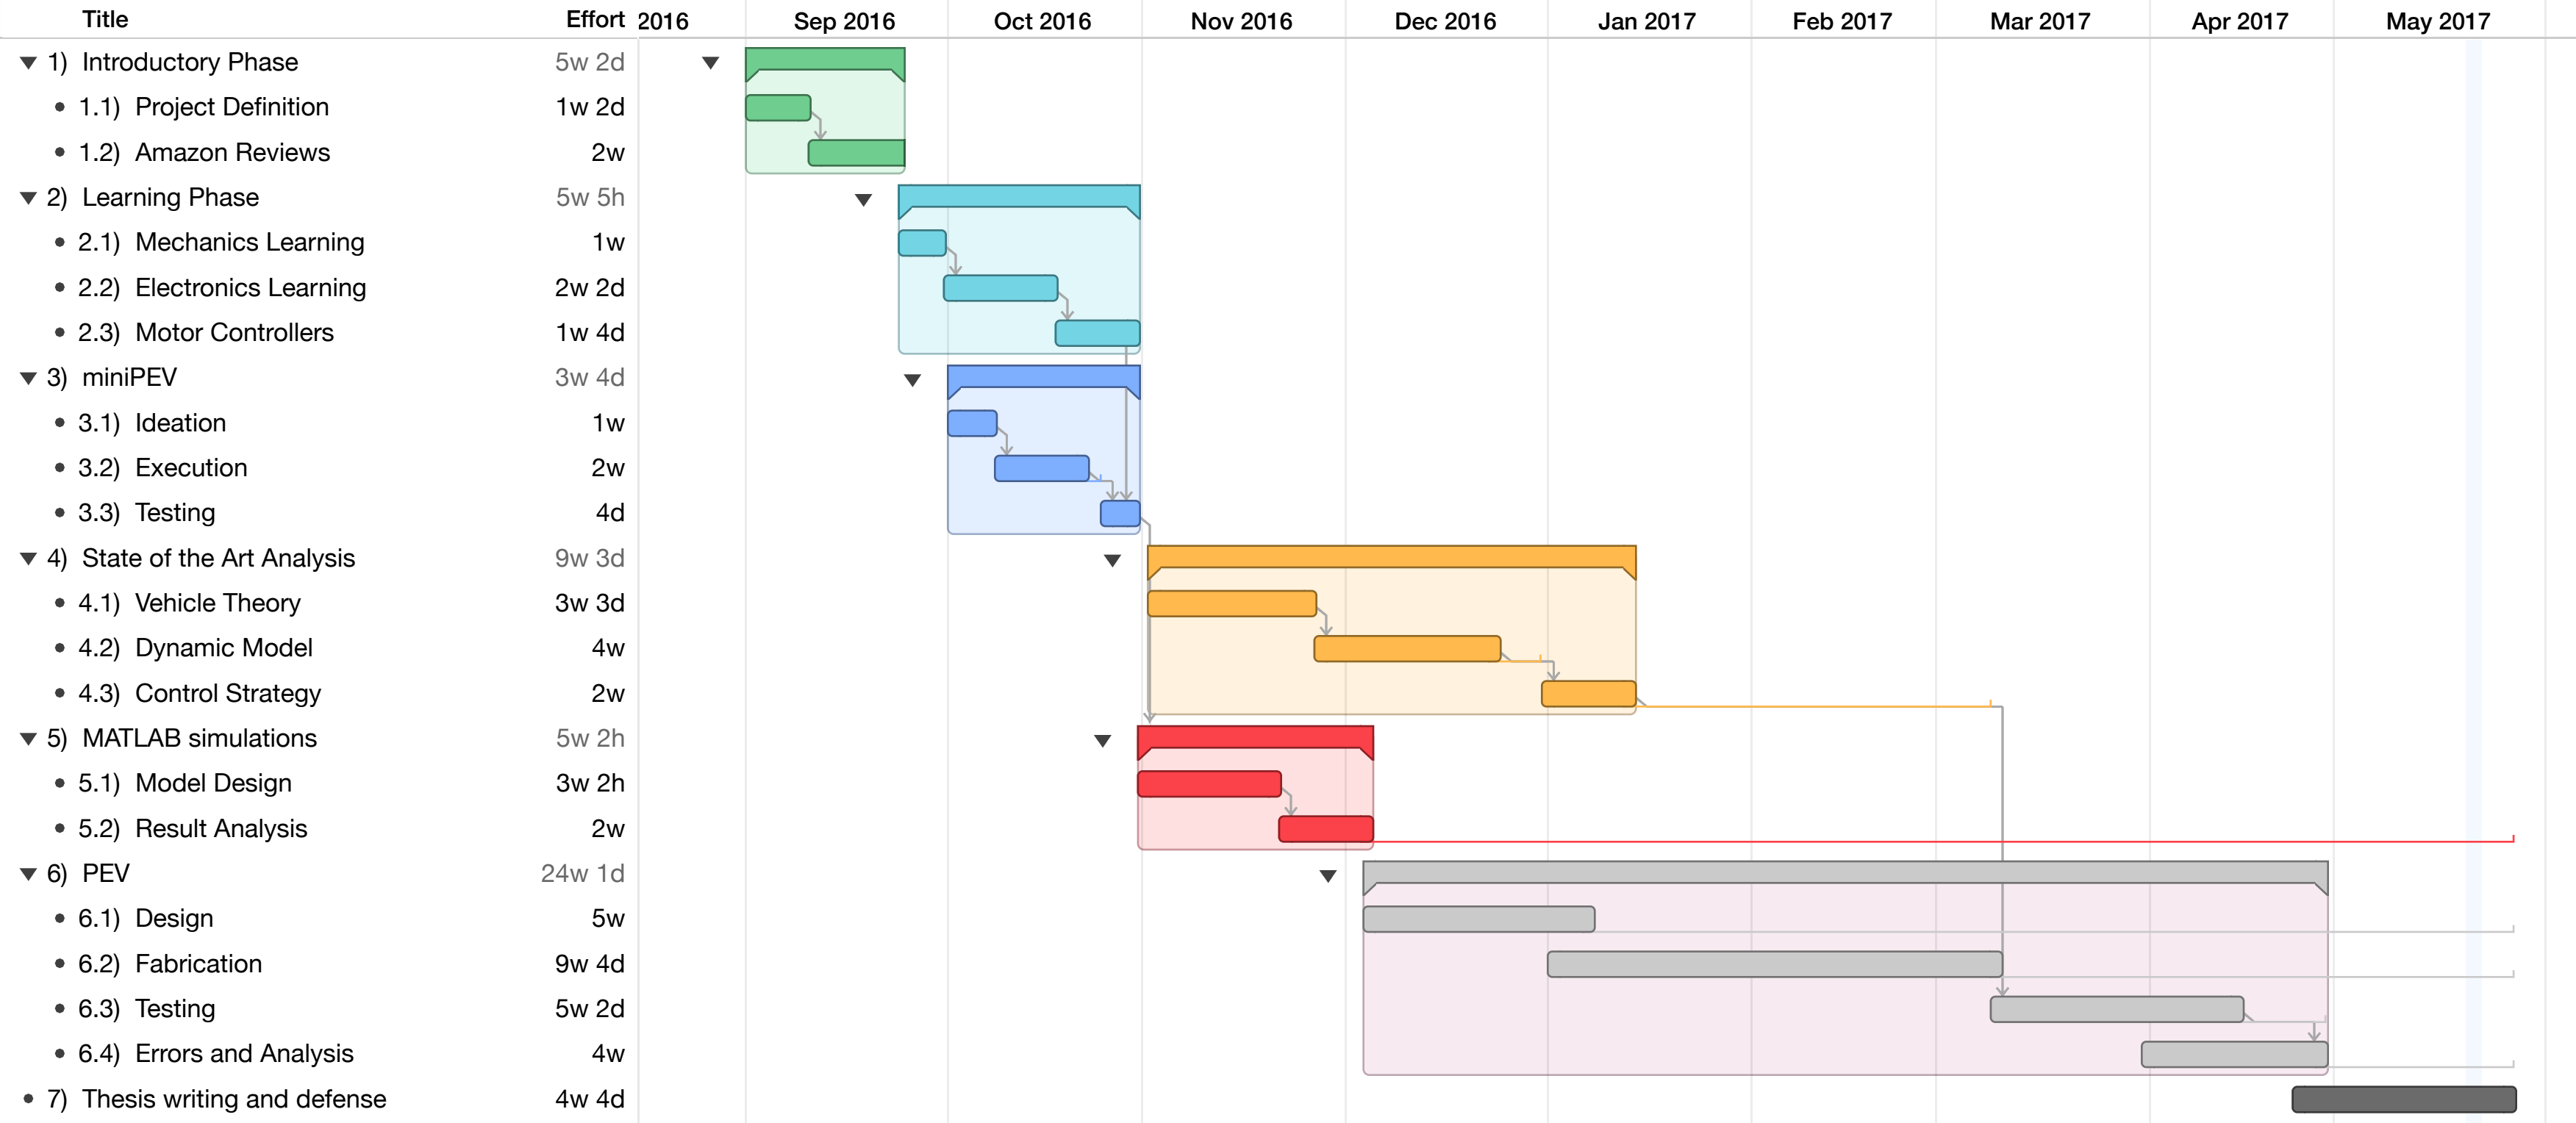 Title Effort 2016 Sep 2016 Oct 2016 Nov 2016 Dec 2016 Jan 2017 Feb 2017 Mar 2017 Apr 2017 May 2017
1) Introductory Phase 5w 2d
1.1) Project Definition 1w 2d
1.2) Amazon Reviews 2w
2) Learning Phase 5w 5h
2.1) Mechanics Learning 1w
2.2) Electronics Learning 2w 2d
2.3) Motor Controllers 1w 4d
3) miniPEV 3w 4d
3.1) Ideation 1w
3.2) Execution 2w
3.3) Testing 4d
4) State of the Art Analysis 9w 3d
4.1) Vehicle Theory 3w 3d
4.2) Dynamic Model 4w
4.3) Control Strategy 2w
5) MATLAB simulations 5w 2h
5.1) Model Design 3w 2h
5.2) Result Analysis 2w
6) PEV 24w 1d
6.1) Design 5w
6.2) Fabrication 9w 4d
6.3) Testing 5w 2d
6.4) Errors and Analysis 4w
7) Thesis writing and defense 4w 4d